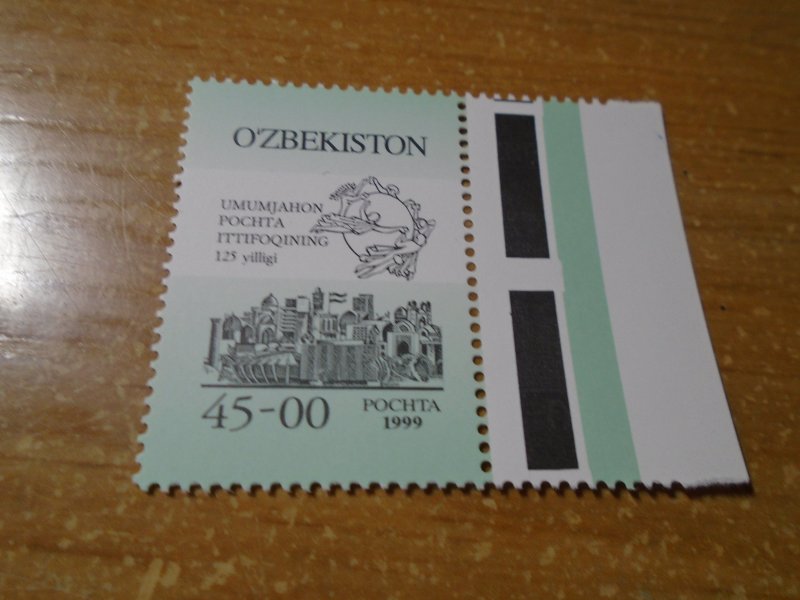 O'ZBEKISTON
UMUMJAHON
POCHTA
ITTIFOQINING
125 yilligi
45-00
POCHTA
1999